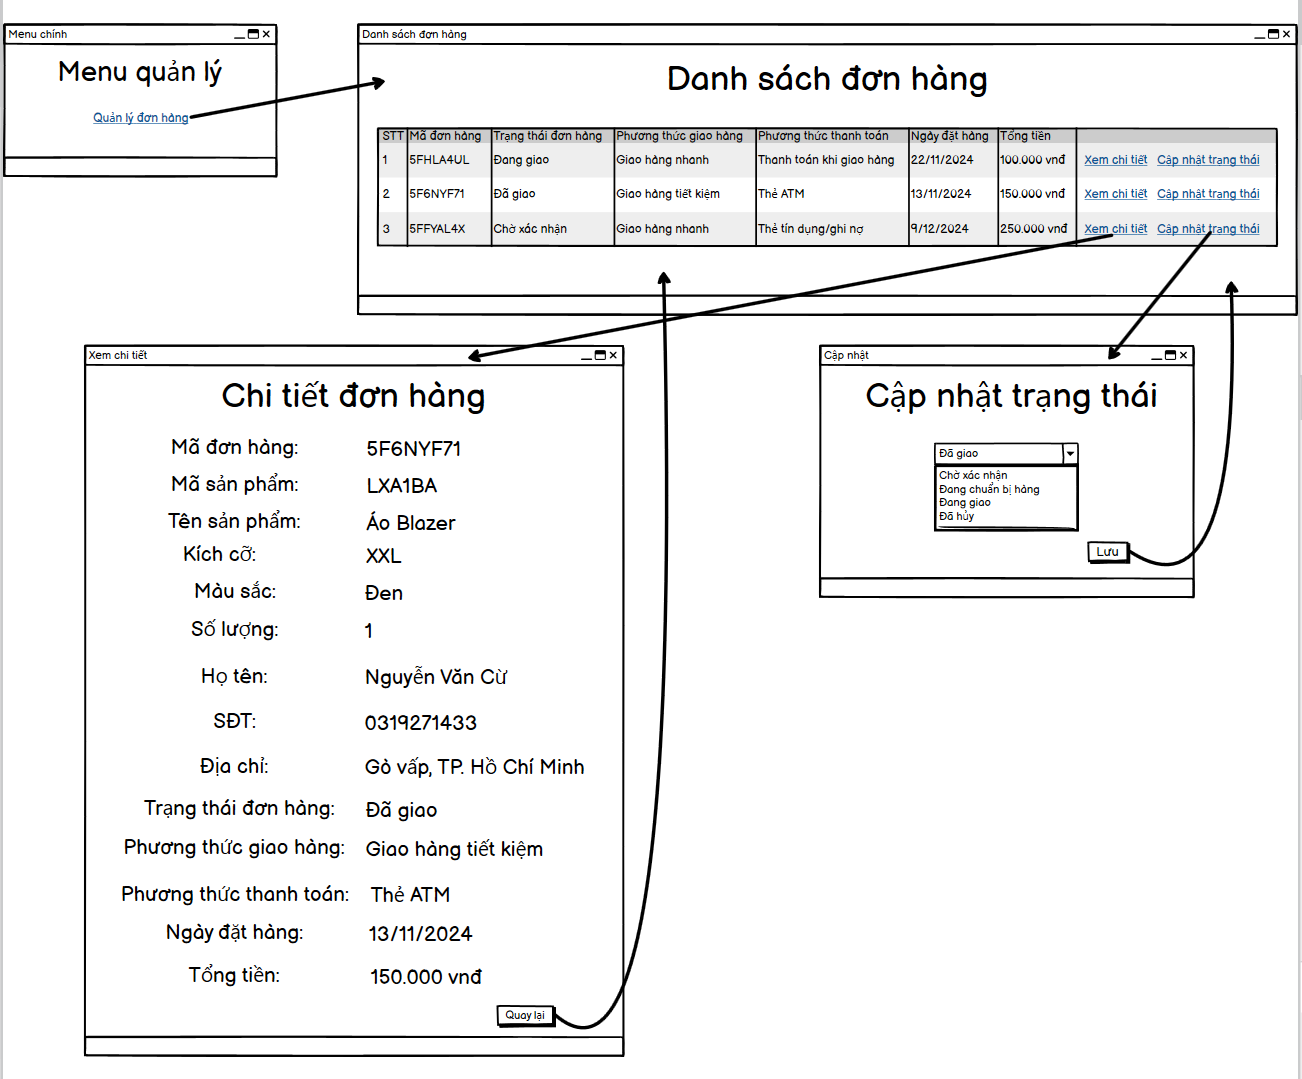 Menu chính
Menu quản lý
Quản lý đơn hàng
Danh sách đơn hàng
Danh sách đơn hàng
STT Mã đơn hàng Trạng thái đơn hàng Phương thức giao hàng Phương thức thanh toán Ngày đặt hàng Tổng tiền
1 5FHLA4UL Đang giao Giao hàng nhanh Thanh toán khi giao hàng 22/11/2024 100.000 vnđ Xem chi tiết Cập nhật trạng thái
2 5F6NYF71 Đã giao Giao hàng tiết kiệm Thẻ ATM 13/11/2024 150.000 vnđ Xem chi tiết Cập nhật trạng thái
3 5FFYAL4X Chờ xác nhận Giao hàng nhanh Thẻ tín dụng/ghi nợ 9/12/2024 250.000 vnđ Xem chi tiết Cập nhật trạng thái
Xem chi tiết
Chi tiết đơn hàng
Mã đơn hàng: 5F6NYF71
Mã sản phẩm: LXA1BA
Tên sản phẩm: Áo Blazer
Kích cỡ: XXL
Màu sắc: Đen
Số lượng: 1
Họ tên: Nguyễn Văn Cừ
SĐT: 0319271433
Địa chỉ: Gò vấp, TP. Hồ Chí Minh
Trạng thái đơn hàng: Đã giao
Phương thức giao hàng: Giao hàng tiết kiệm
Phương thức thanh toán: Thẻ ATM
Ngày đặt hàng: 13/11/2024
Tổng tiền: 150.000 vnđ
Quay lại
Cập nhật
Cập nhật trạng thái
Đã giao
Chờ xác nhận
Đang chuẩn bị hàng
Đang giao
Đã hủy
Lưu